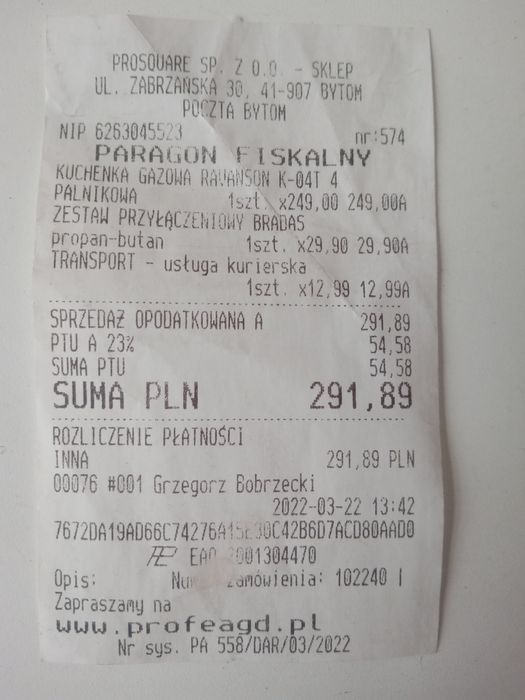 PROSQUARE SP. Z O.O. - SKLEP
UL. ZABRZAŃSKA 30, 41-907 BYTOM
POCZTA BYTOM
NIP 6263045523 nr:574
PARAGON FISKALNY
KUCHENKA GAZOWA RAVANSON K-04T 4
PALNIKOWA 1szt. x249,00 249,00A
ZESTAW PRZYŁĄCZENIOWY BRADAS
propan-butan 1szt. x29,90 29,90A
TRANSPORT - usługa kurierska
1szt. x12,99 12,99A
SPRZEDAŻ OPODATKOWANA A 291,89
PTU A 23% 54,58
SUMA PTU 54,58
SUMA PLN 291,89
ROZLICZENIE PŁATNOŚCI
INNA 291,89 PLN
00076 #001 Grzegorz Bobrzecki
2022-03-22 13:42
EAO 2001304470
Opis: zamówienia: 102240 I
Zapraszamy na
www.profeagd.pl
Nr sys. PA 558/DAR/03/2022